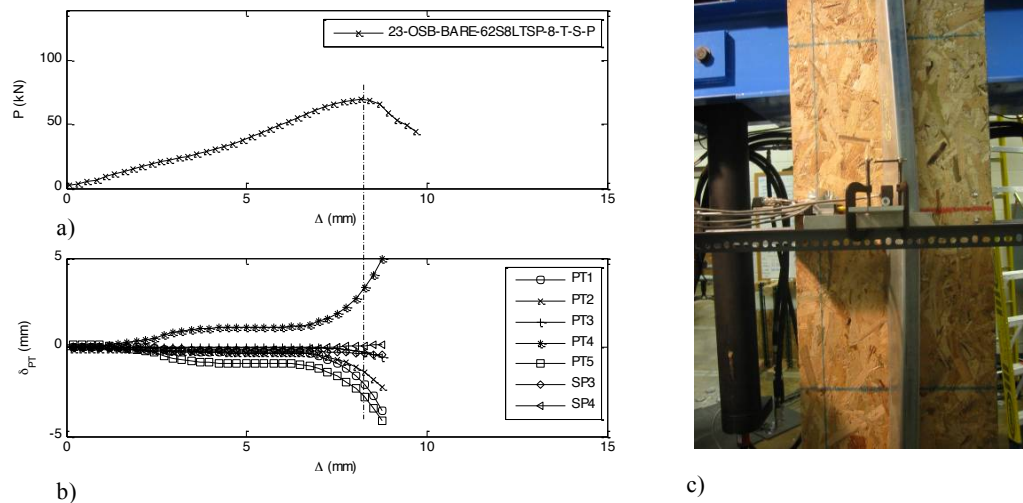 23-OSB-BARE-62S8LTSP-8-T-S-P
100
50
0
P (kN)
0 5 10 15
Δ (mm)
a)
5
0
-5
δPT (mm)
PT1
PT2
PT3
PT4
PT5
SP3
SP4
0 5 10 15
Δ (mm)
b)
c)